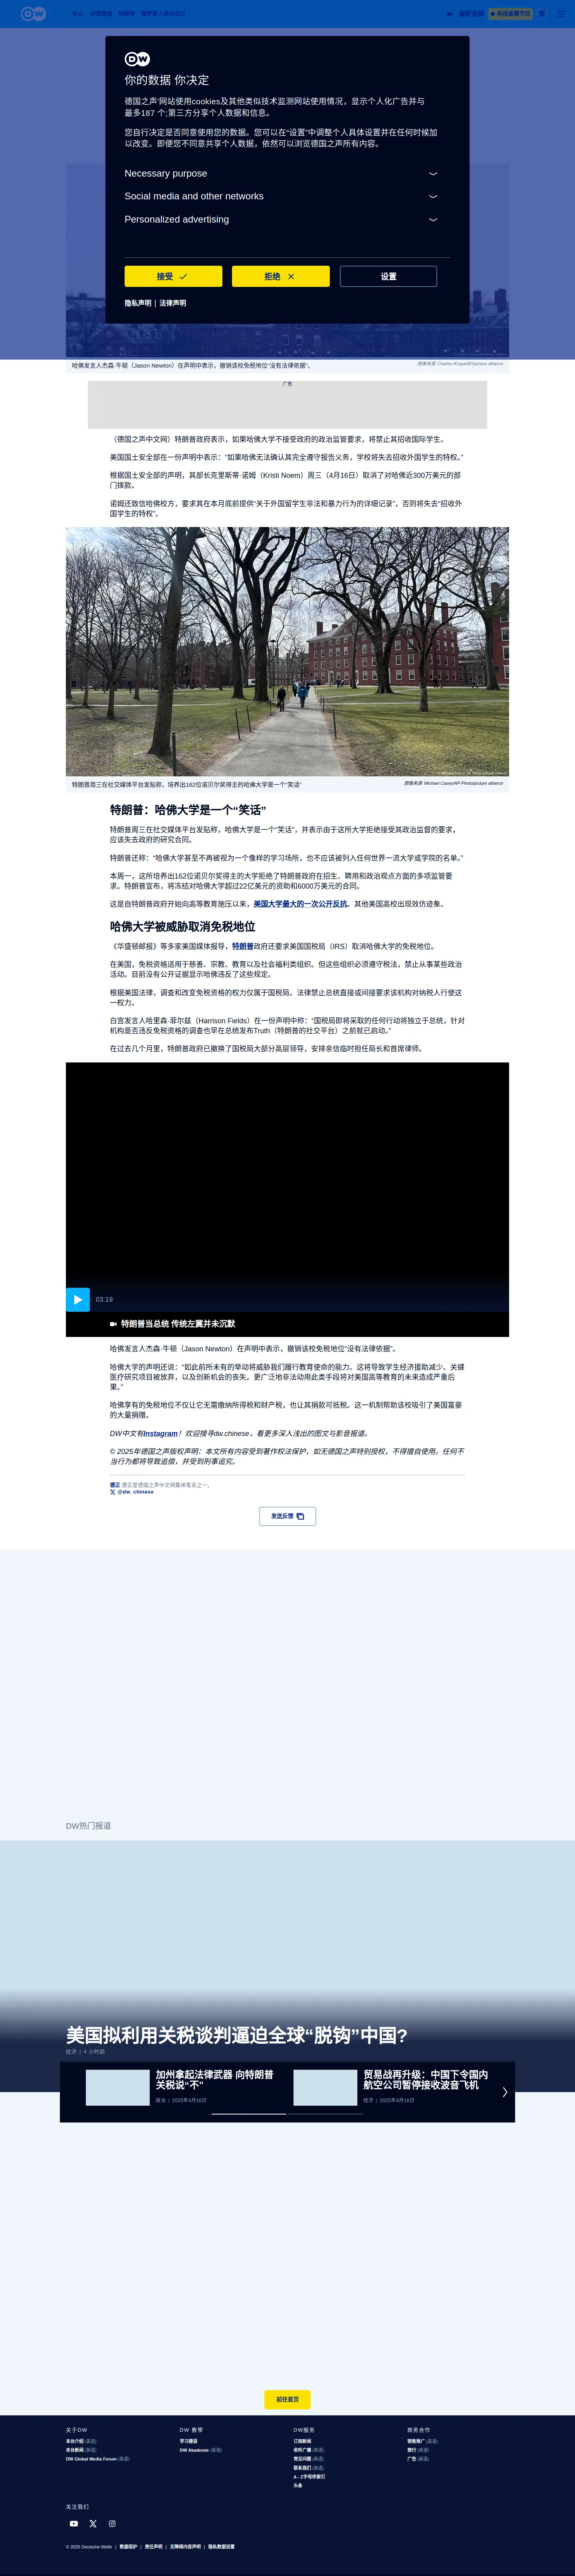 DW
中国商会
特朗普
俄罗斯入侵乌克兰
最新视频
电视直播节目
DW
你的数据 你决定
德国之声'网站使用cookies及其他类似技术监测网站使用情况，显示个人化广告并与
最多187 个;第三方分享个人数据和信息。
您自行决定是否同意使用您的数据。您可以在"设置"中调整个人具体设置并在任何时候加
以改变。即便您不同意共享个人数据，依然可以浏览德国之声所有内容。
Necessary purpose
Social media and other networks
Personalized advertising
接受
拒绝
设置
隐私声明 | 法律声明
哈佛发言人杰森·牛顿（Jason Newton）在声明中表示，撤销该校免税地位“没有法律依据”。
图像来源: Charles Krupa/AP/picture alliance
广告
（德国之声中文网）特朗普政府表示，如果哈佛大学不接受政府的政治监管要求，将禁止其招收国际学生。
美国国土安全部在一份声明中表示：“如果哈佛无法确认其完全遵守报告义务，学校将失去招收外国学生的特权。”
根据国土安全部的声明，其部长克里斯蒂·诺姆（Kristi Noem）周三（4月16日）取消了对哈佛近300万美元的部
门拨款。
诺姆还致信哈佛校方，要求其在本月底前提供“关于外国留学生非法和暴力行为的详细记录”，否则将失去“招收外
国学生的特权”。
特朗普周三在社交媒体平台发贴称，培养出162位诺贝尔奖得主的哈佛大学是一个“笑话”
图像来源: Michael Casey/AP Photo/picture alliance
特朗普：哈佛大学是一个“笑话”
特朗普周三在社交媒体平台发贴称，哈佛大学是一个“笑话”，并表示由于这所大学拒绝接受其政治监督的要求，
应该失去政府的研究合同。
特朗普还称：“哈佛大学甚至不再被视为一个像样的学习场所，也不应该被列入任何世界一流大学或学院的名单。”
本周一，这所培养出162位诺贝尔奖得主的大学拒绝了特朗普政府在招生、聘用和政治观点方面的多项监管要
求。特朗普宣布，将冻结对哈佛大学超过22亿美元的资助和6000万美元的合同。
这是自特朗普政府开始向高等教育施压以来，美国大学最大的一次公开反抗。其他美国高校出现效仿迹象。
哈佛大学被威胁取消免税地位
《华盛顿邮报》等多家美国媒体报导，特朗普政府还要求美国国税局（IRS）取消哈佛大学的免税地位。
在美国，免税资格适用于慈善、宗教、教育以及社会福利类组织。但这些组织必须遵守税法，禁止从事某些政治
活动。目前没有公开证据显示哈佛违反了这些规定。
根据美国法律，调查和改变免税资格的权力仅属于国税局。法律禁止总统直接或间接要求该机构对纳税人行使这
一权力。
白宫发言人哈里森·菲尔兹（Harrison Fields）在一份声明中称：“国税局即将采取的任何行动将独立于总统，针对
机构是否违反免税资格的调查也早在总统发布Truth（特朗普的社交平台）之前就已启动。”
在过去几个月里，特朗普政府已撤换了国税局大部分高层领导，安排亲信临时担任局长和首席律师。
03:19
特朗普当总统 传统左翼并未沉默
哈佛发言人杰森·牛顿（Jason Newton）在声明中表示，撤销该校免税地位“没有法律依据”。
哈佛大学的声明还说：“如此前所未有的举动将威胁我们履行教育使命的能力。这将导致学生经济援助减少、关键
医疗研究项目被放弃，以及创新机会的丧失。更广泛地非法动用此类手段将对美国高等教育的未来造成严重后
果。”
哈佛享有的免税地位不仅让它无需缴纳所得税和财产税，也让其捐款可抵税。这一机制帮助该校吸引了美国富豪
的大量捐赠。
DW中文有Instagram！欢迎搜寻dw.chinese，看更多深入浅出的图文与影音报道。
© 2025年德国之声版权声明：本文所有内容受到著作权法保护，如无德国之声特别授权，不得擅自使用。任何不
当行为都将导致追偿，并受到刑事追究。
德正 德正是德国之声中文网集体笔名之一。
@dw_chinese
发送反馈
DW热门报道
美国拟利用关税谈判逼迫全球“脱钩”中国?
经济 | 4 小时前
加州拿起法律武器 向特朗普
关税说“不”
政治 | 2025年4月16日
贸易战再升级：中国下令国内
航空公司暂停接收波音飞机
经济 | 2025年4月16日
前往首页
关于DW
本台介绍 (英语)
本台新闻 (英语)
DW Global Media Forum (英语)
DW 教學
学习德语
DW Akademie (英语)
DW服务
订阅新闻
收听广播 (英语)
常见问题 (英语)
联系我们 (英语)
A - Z字母序索引
头条
商务合作
销售推广 (英语)
旅行 (英语)
广告 (英语)
关注我们
© 2025 Deutsche Welle | 数据保护 | 责任声明 | 无障碍内容声明 | 隐私数据设置